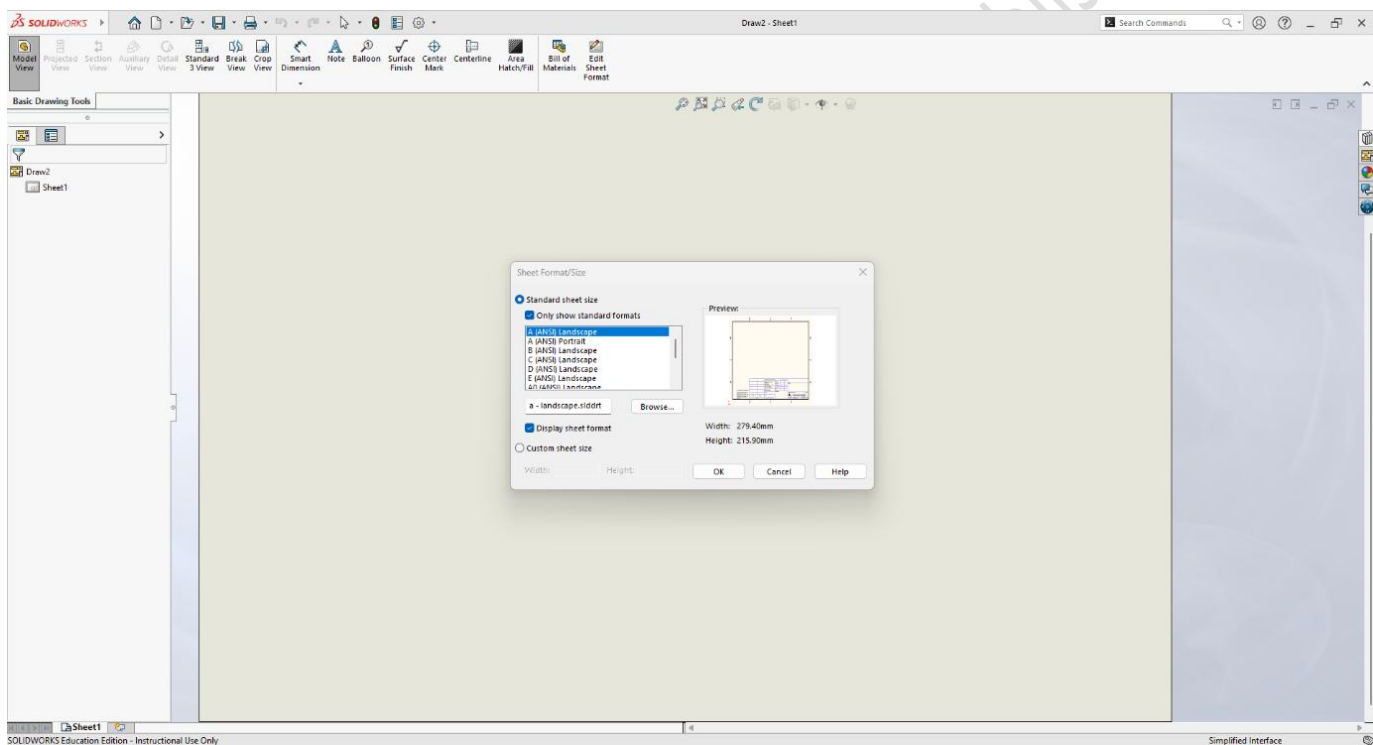 SOLIDWORKS
Draw2 - Sheet1
Search Commands
Model View
Projected View
Section View
Auxiliary View
Detail View
Standard 3 View
Break View
Crop View
Smart Dimension
Note
Balloon
Surface Finish
Center Mark
Centerline
Area Hatch/Fill
Bill of Materials
Edit Sheet Format
Basic Drawing Tools
Draw2
Sheet1
Sheet Format/Size
Standard sheet size
Only show standard formats
A (ANSI) Landscape
A (ANSI) Portrait
B (ANSI) Landscape
C (ANSI) Landscape
D (ANSI) Landscape
E (ANSI) Landscape
A0 (ANSI) Landscape
a - landscape.slddrt
Browse...
Display sheet format
Custom sheet size
Width:
Height:
Preview:
Width: 279.40mm
Height: 215.90mm
OK
Cancel
Help
Sheet1
SOLIDWORKS Education Edition - Instructional Use Only
Simplified Interface